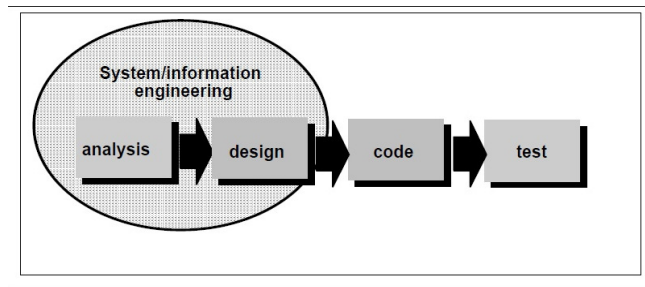 System/information
engineering
analysis
design
code
test